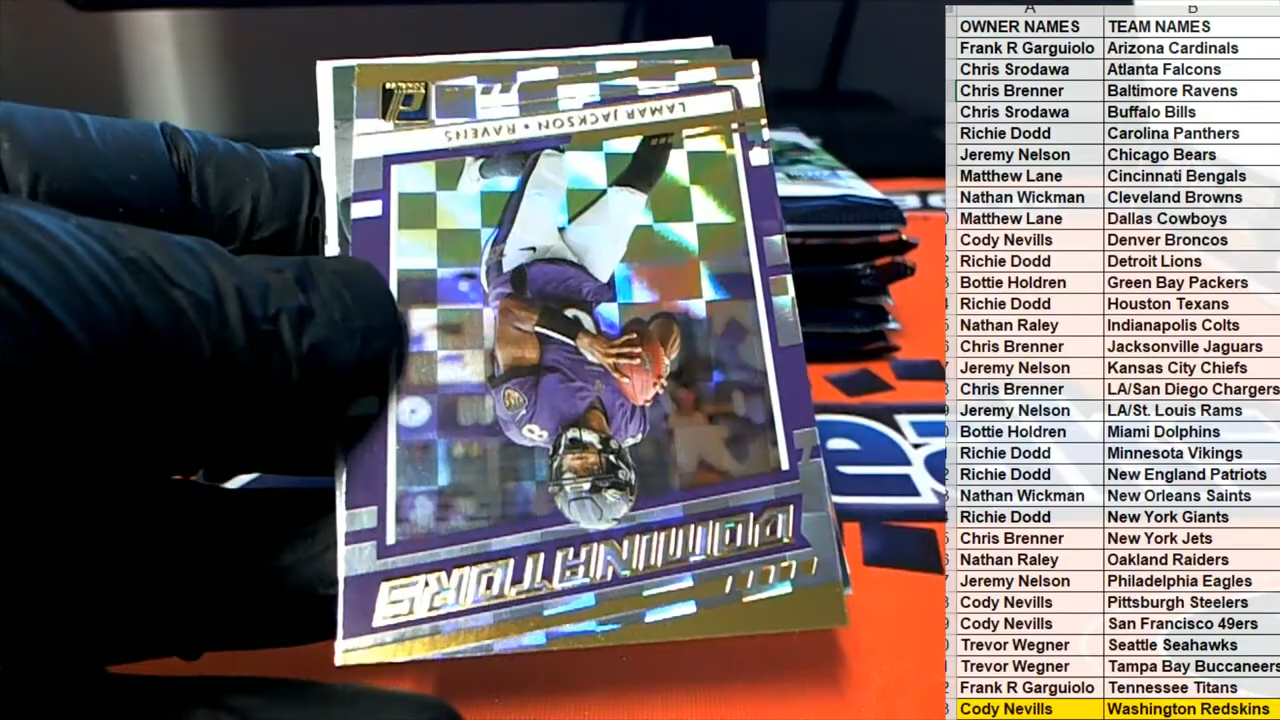 LAMAR JACKSON • RAVENS
8
DOMINATORS
A B
OWNER NAMES TEAM NAMES
Frank R Garguiolo Arizona Cardinals
Chris Srodawa Atlanta Falcons
Chris Brenner Baltimore Ravens
Chris Srodawa Buffalo Bills
Richie Dodd Carolina Panthers
Jeremy Nelson Chicago Bears
Matthew Lane Cincinnati Bengals
Nathan Wickman Cleveland Browns
Matthew Lane Dallas Cowboys
Cody Nevills Denver Broncos
Richie Dodd Detroit Lions
Bottie Holdren Green Bay Packers
Richie Dodd Houston Texans
Nathan Raley Indianapolis Colts
Chris Brenner Jacksonville Jaguars
Jeremy Nelson Kansas City Chiefs
Chris Brenner LA/San Diego Chargers
Jeremy Nelson LA/St. Louis Rams
Bottie Holdren Miami Dolphins
Richie Dodd Minnesota Vikings
Richie Dodd New England Patriots
Nathan Wickman New Orleans Saints
Richie Dodd New York Giants
Chris Brenner New York Jets
Nathan Raley Oakland Raiders
Jeremy Nelson Philadelphia Eagles
Cody Nevills Pittsburgh Steelers
Cody Nevills San Francisco 49ers
Trevor Wegner Seattle Seahawks
Trevor Wegner Tampa Bay Buccaneers
Frank R Garguiolo Tennessee Titans
Cody Nevills Washington Redskins